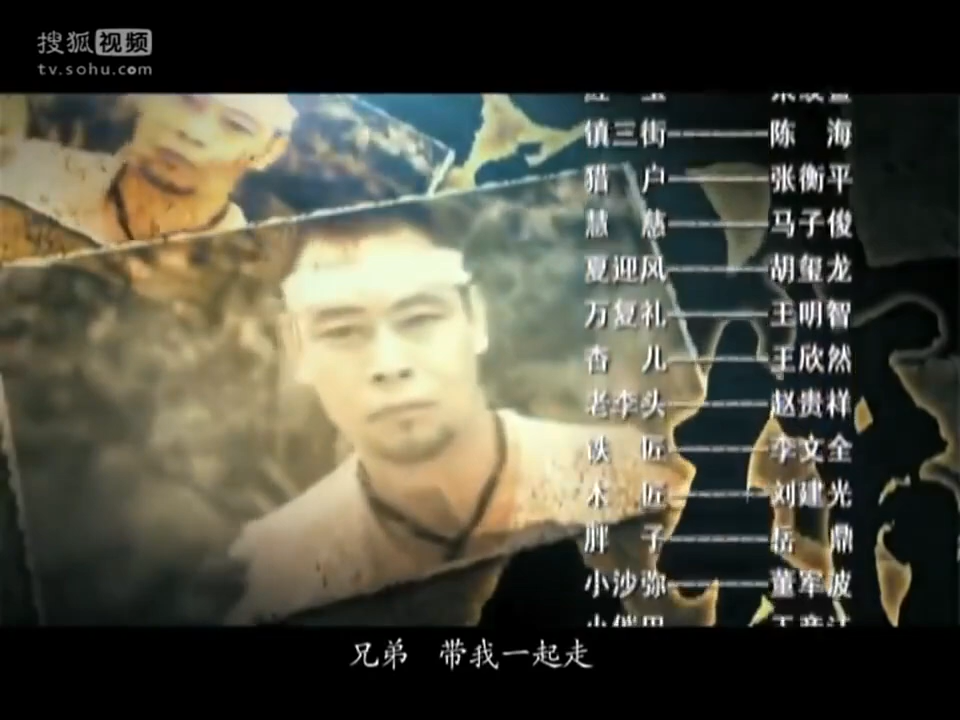 搜狐视频
tv.sohu.com
镇三街——陈 海
猎 户——张衡平
慧 慈——马子俊
夏迎风——胡玺龙
万复礼——王明智
杏 儿——王欣然
老李头——赵贵祥
铁 匠——李文全
木 匠——刘建光
胖 子——岳 鼎
小沙弥——董军波
兄弟 带我一起走